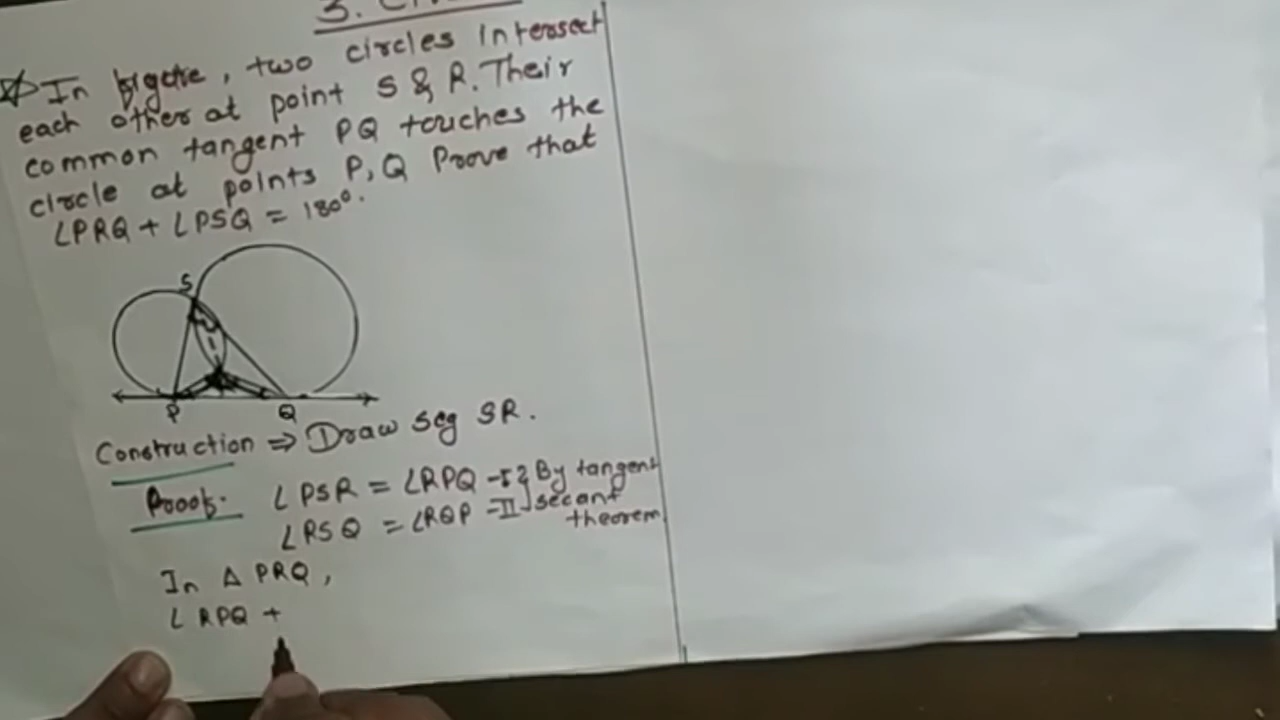 3.
In figure, two circles intersect
each other at point S & R. Their
common tangent PQ touches the
circle at points P, Q Prove that
∠PRQ + ∠PSQ = 180°.
S
P Q
Construction ⇒ Draw seg SR.
Proof:- ∠PSR = ∠RPQ -I } By tangent
∠RSQ = ∠RQP -II } secant
theorem
In △ PRQ,
∠RPQ +